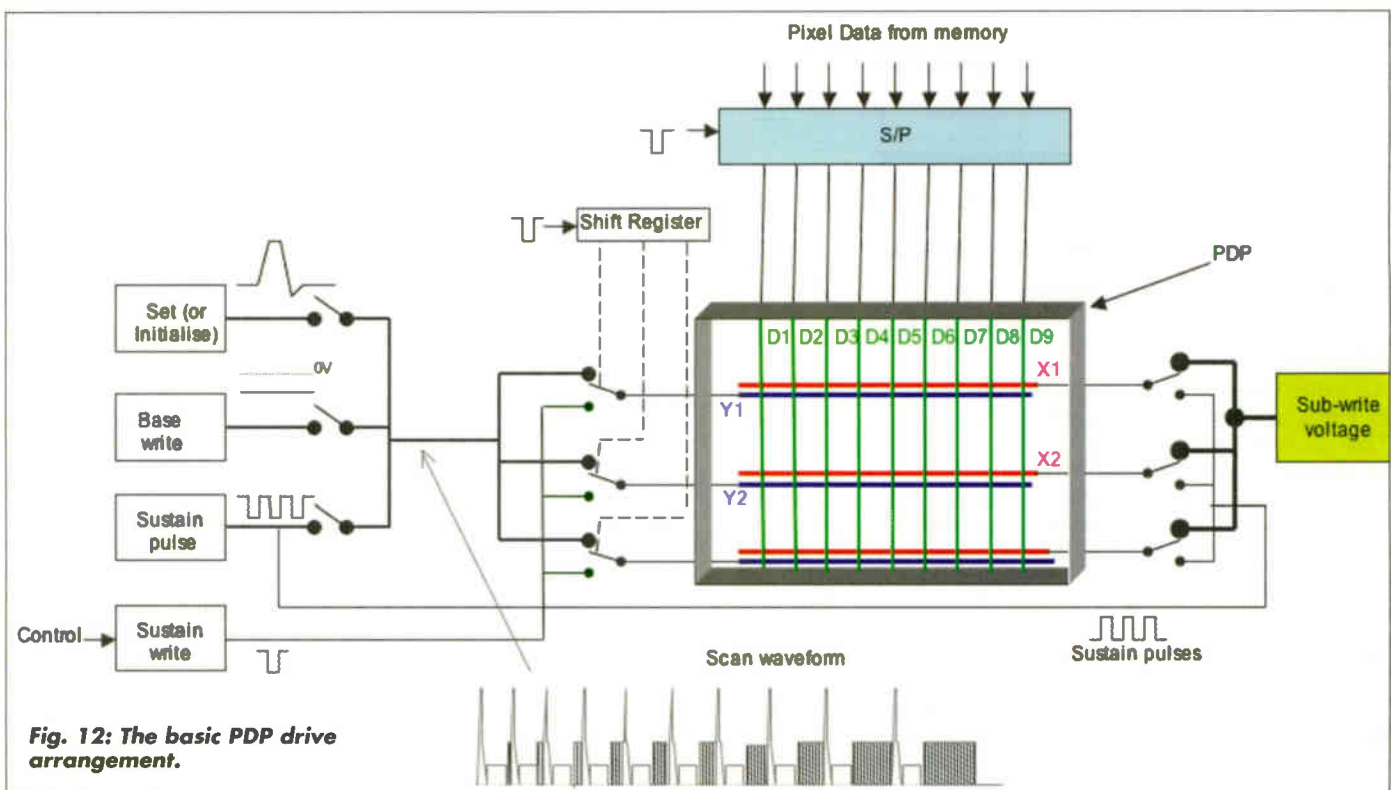 Pixel Data from memory
S/P
Shift Register
PDP
Set (or
Initialise)
0V
D1 D2 D3 D4 D5 D6 D7 D8 D9
X1
Y1
Base
write
Sub-write
voltage
X2
Y2
Sustain
pulse
Control
Sustain
write
Sustain pulses
Scan waveform
Fig. 12: The basic PDP drive
arrangement.